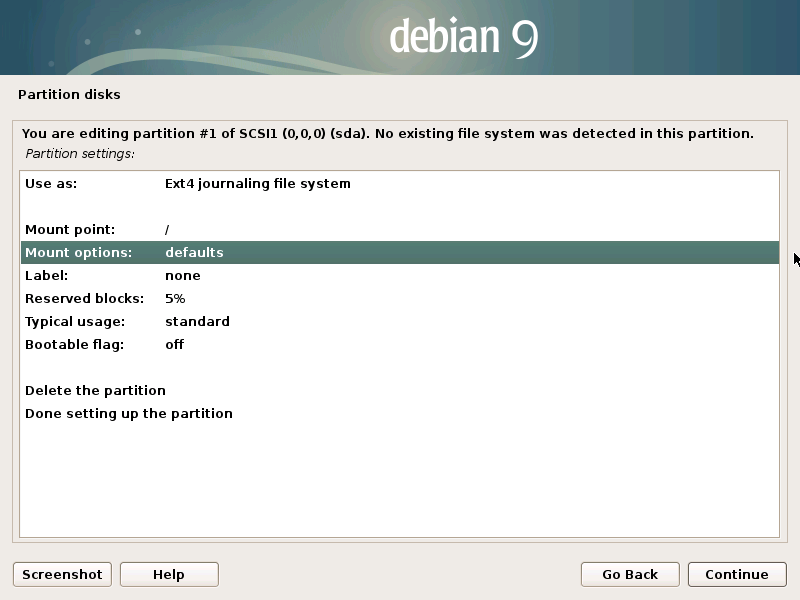 debian 9
Partition disks
You are editing partition #1 of SCSI1 (0,0,0) (sda). No existing file system was detected in this partition.
Partition settings:
Use as: Ext4 journaling file system
Mount point: /
Mount options: defaults
Label: none
Reserved blocks: 5%
Typical usage: standard
Bootable flag: off
Delete the partition
Done setting up the partition
Screenshot Help Go Back Continue